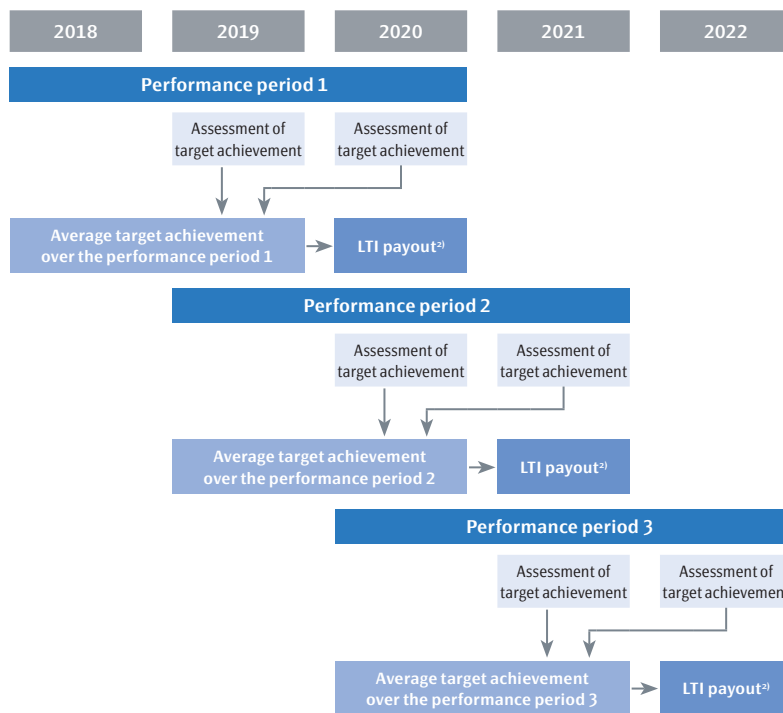 2018 2019 2020 2021 2022
Performance period 1
Assessment of target achievement
Assessment of target achievement
Average target achievement
over the performance period 1
LTI payout²⁾
Performance period 2
Assessment of target achievement
Assessment of target achievement
Average target achievement
over the performance period 2
LTI payout²⁾
Performance period 3
Assessment of target achievement
Assessment of target achievement
Average target achievement
over the performance period 3
LTI payout²⁾